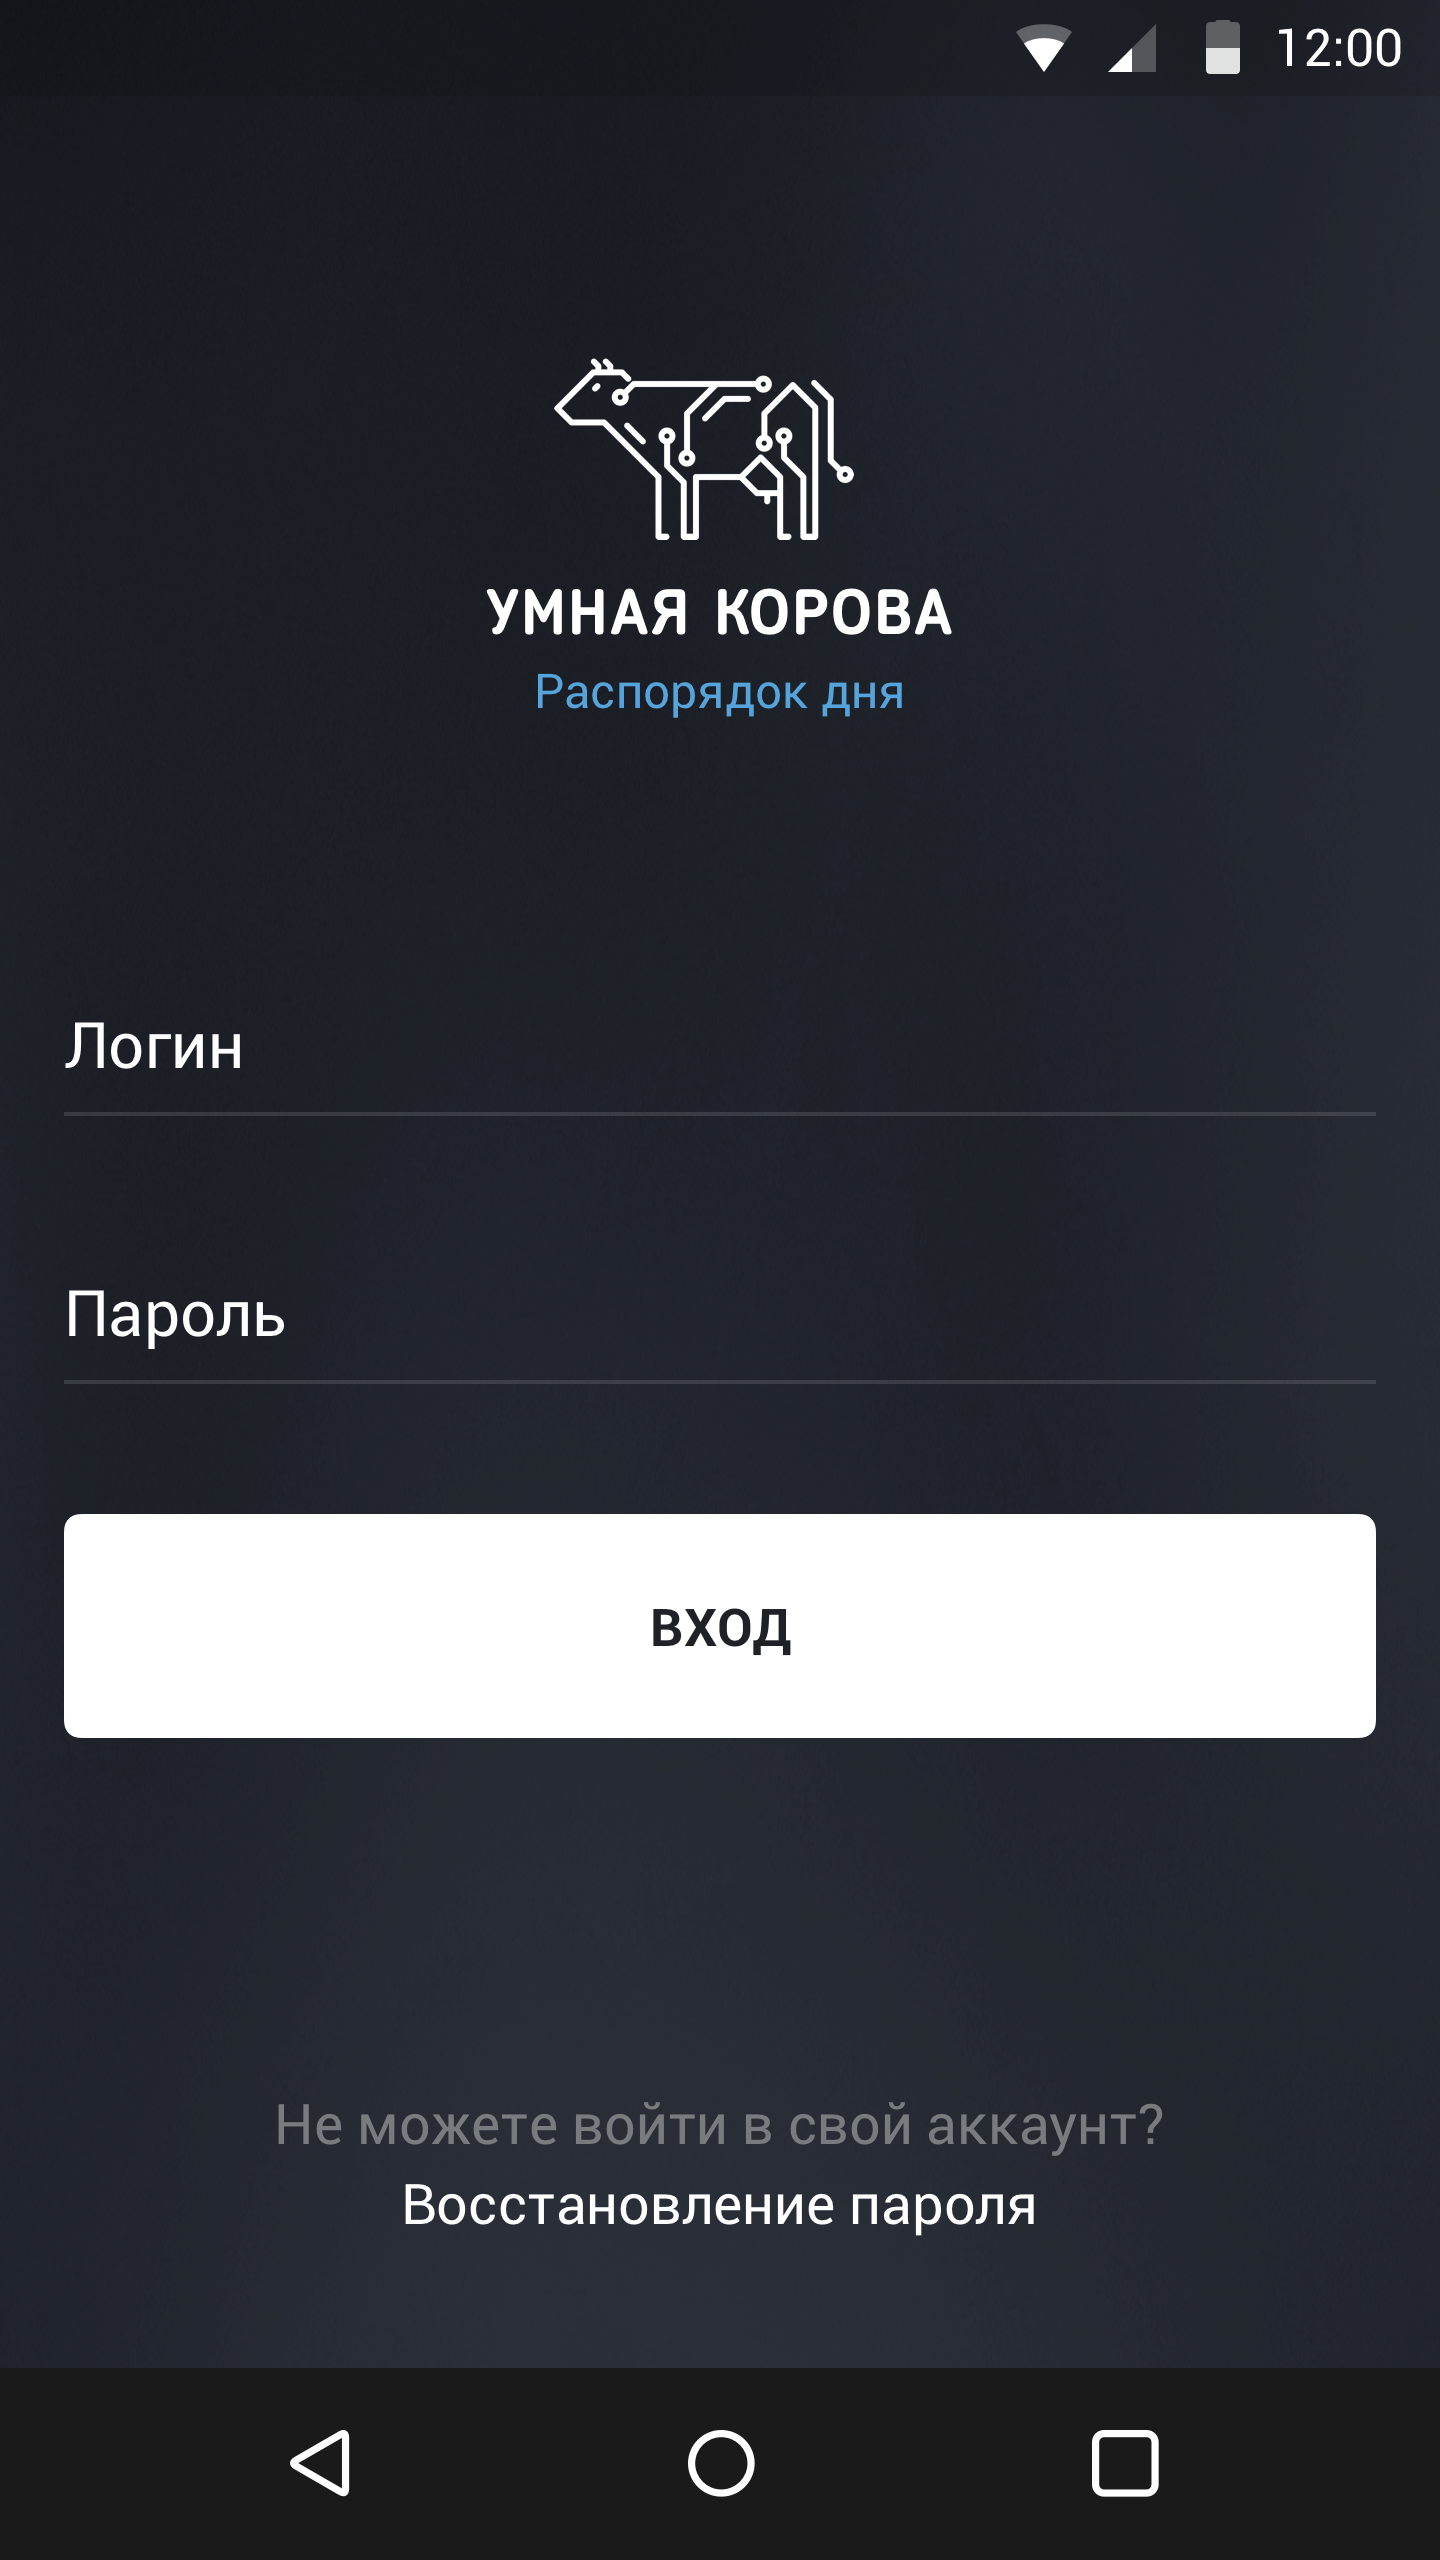 12:00
УМНАЯ КОРОВА
Распорядок дня
Логин
Пароль
ВХОД
Не можете войти в свой аккаунт?
Восстановление пароля